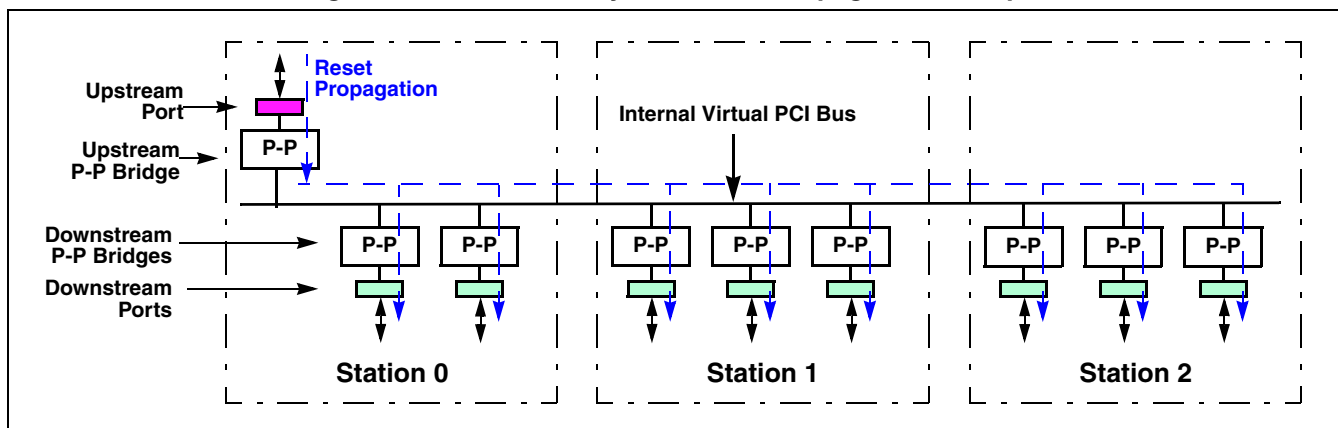 Reset
Propagation
Upstream
Port
Internal Virtual PCI Bus
P-P
Upstream
P-P Bridge
Downstream
P-P Bridges
P-P P-P P-P P-P P-P P-P P-P P-P
Downstream
Ports
Station 0 Station 1 Station 2